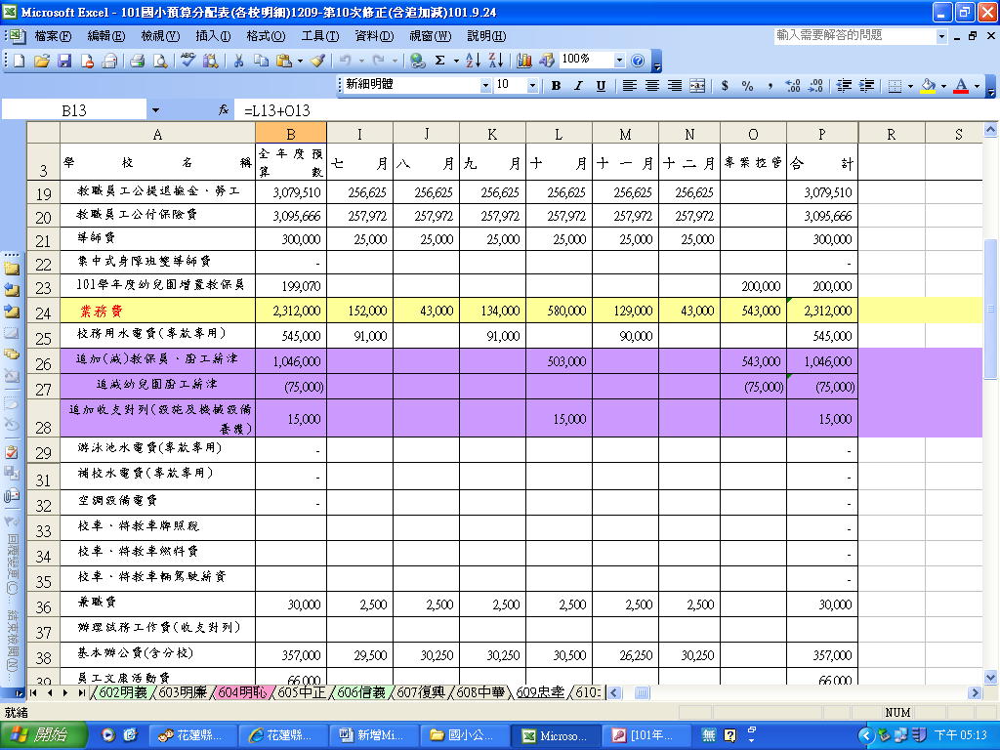 Microsoft Excel - 101國小預算分配表(各校明細)1209-第10次修正(含追加減)101.9.24
檔案(F) 編輯(E) 檢視(V) 插入(I) 格式(O) 工具(T) 資料(D) 視窗(W) 說明(H) 輸入需要解答的問題
100%
新細明體 10 B I U $ % ,
B13 fx =L13+O13
A B I J K L M N O P R S
3 學校名稱 全年度預算數 七月 八月 九月 十月 十一月 十二月 專案控管 合計
19 教職員工公提退撫金、勞工 3,079,510 256,625 256,625 256,625 256,625 256,625 256,625 3,079,510
20 教職員工公付保險費 3,095,666 257,972 257,972 257,972 257,972 257,972 257,972 3,095,666
21 導師費 300,000 25,000 25,000 25,000 25,000 25,000 25,000 300,000
22 集中式身障班雙導師費 - -
23 101學年度幼兒園增置教保員 199,070 200,000 200,000
24 業務費 2,312,000 152,000 43,000 134,000 580,000 129,000 43,000 543,000 2,312,000
25 校務用水電費(專款專用) 545,000 91,000 91,000 90,000 545,000
26 追加(減)教保員、廚工薪津 1,046,000 503,000 543,000 1,046,000
27 追減幼兒園廚工薪津 (75,000) (75,000) (75,000)
28 追加收支對列(設施及機械設備養護) 15,000 15,000 15,000
29 游泳池水電費(專款專用) - -
31 補校水電費(專款專用) - -
32 空調設備電費 - -
33 校車、特教車牌照稅 -
34 校車、特教車燃料費 -
35 校車、特教車輛駕駛薪資 -
36 兼職費 30,000 2,500 2,500 2,500 2,500 2,500 2,500 30,000
37 辦理試務工作費(收支對列)
38 基本辦公費(含分校) 357,000 29,500 30,250 30,250 30,500 26,250 30,250 357,000
39 員工文康活動費 66,000 66,000
回覆變更(C)... 結束檢閱(N)...
602明義 603明廉 604明恥 605中正 606信義 607復興 608中華 609忠孝 610
就緒 NUM
開始 花蓮縣... 花蓮縣... 新增Mi... 國小公... Microso... [101年... 無 下午 05:13